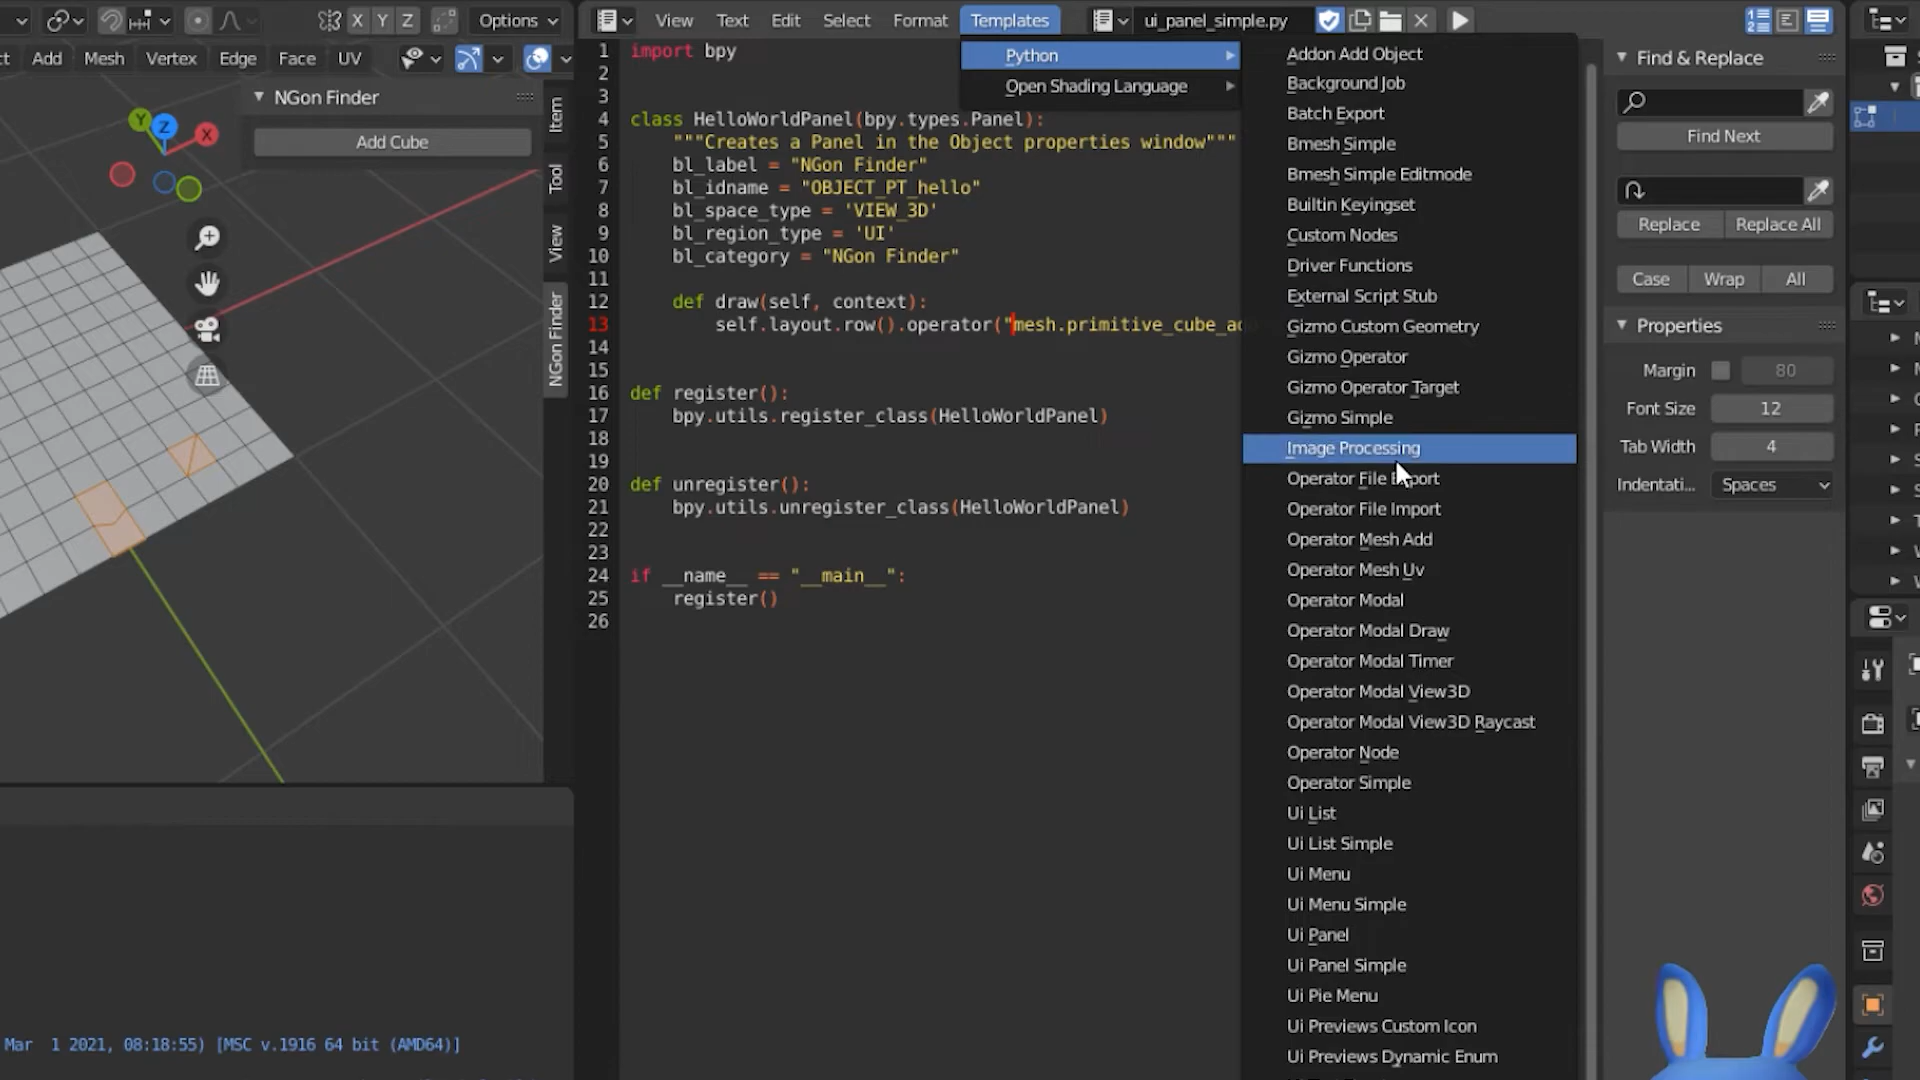 X Y Z
Options
View
Text
Edit
Select
Format
Templates
ui_panel_simple.py
Add
Mesh
Vertex
Edge
Face
UV
NGon Finder
Add Cube
Item
Tool
View
NGon Finder
Y
Z
X
1 import bpy
2
3
4 class HelloWorldPanel(bpy.types.Panel):
5 """Creates a Panel in the Object properties window"""
6 bl_label = "NGon Finder"
7 bl_idname = "OBJECT_PT_hello"
8 bl_space_type = 'VIEW_3D'
9 bl_region_type = 'UI'
10 bl_category = "NGon Finder"
11
12 def draw(self, context):
13 self.layout.row().operator("mesh.primitive_cube_ad
14
15
16 def register():
17 bpy.utils.register_class(HelloWorldPanel)
18
19
20 def unregister():
21 bpy.utils.unregister_class(HelloWorldPanel)
22
23
24 if __name__ == "__main__":
25 register()
26
Python
Open Shading Language
Addon Add Object
Background Job
Batch Export
Bmesh Simple
Bmesh Simple Editmode
Builtin Keyingset
Custom Nodes
Driver Functions
External Script Stub
Gizmo Custom Geometry
Gizmo Operator
Gizmo Operator Target
Gizmo Simple
Image Processing
Operator File Export
Operator File Import
Operator Mesh Add
Operator Mesh Uv
Operator Modal
Operator Modal Draw
Operator Modal Timer
Operator Modal View3D
Operator Modal View3D Raycast
Operator Node
Operator Simple
Ui List
Ui List Simple
Ui Menu
Ui Menu Simple
Ui Panel
Ui Panel Simple
Ui Pie Menu
Ui Previews Custom Icon
Ui Previews Dynamic Enum
Find & Replace
Find Next
Replace
Replace All
Case
Wrap
All
Properties
Margin
80
Font Size
12
Tab Width
4
Indentati...
Spaces
Mar 1 2021, 08:18:55) [MSC v.1916 64 bit (AMD64)]